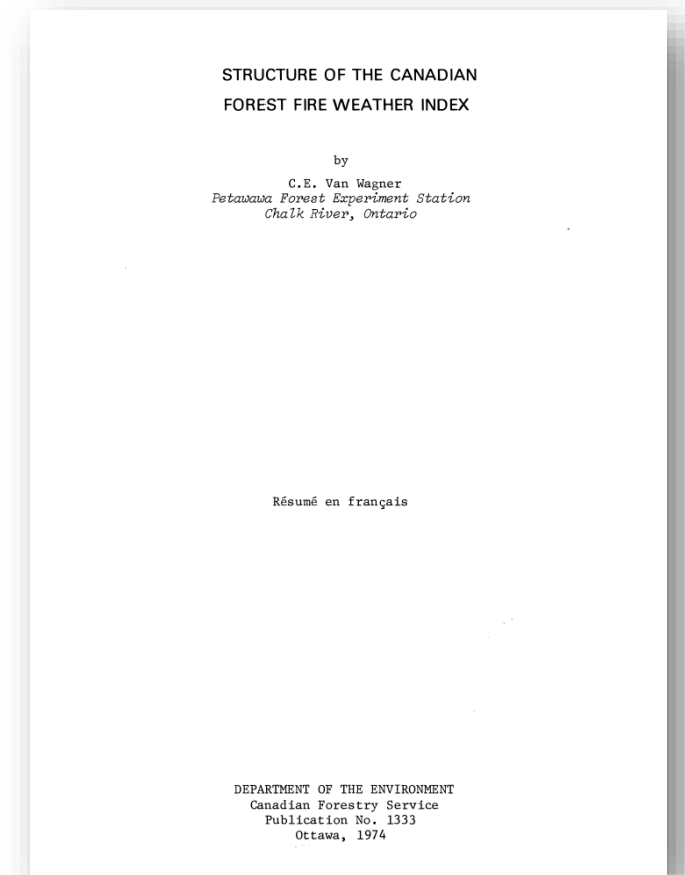 STRUCTURE OF THE CANADIAN
FOREST FIRE WEATHER INDEX
by
C.E. Van Wagner
Petawawa Forest Experiment Station
Chalk River, Ontario
Résumé en français
DEPARTMENT OF THE ENVIRONMENT
Canadian Forestry Service
Publication No. 1333
Ottawa, 1974